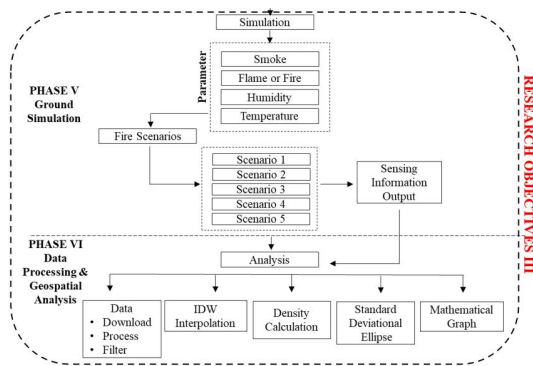 Simulation
Parameter
Smoke
Flame or Fire
Humidity
Temperature
PHASE V
Ground
Simulation
Fire Scenarios
Scenario 1
Scenario 2
Scenario 3
Scenario 4
Scenario 5
Sensing
Information
Output
RESEARCH OBJECTIVES III
PHASE VI
Data
Processing &
Geospatial
Analysis
Analysis
Data
• Download
• Process
• Filter
IDW
Interpolation
Density
Calculation
Standard
Deviational
Ellipse
Mathematical
Graph